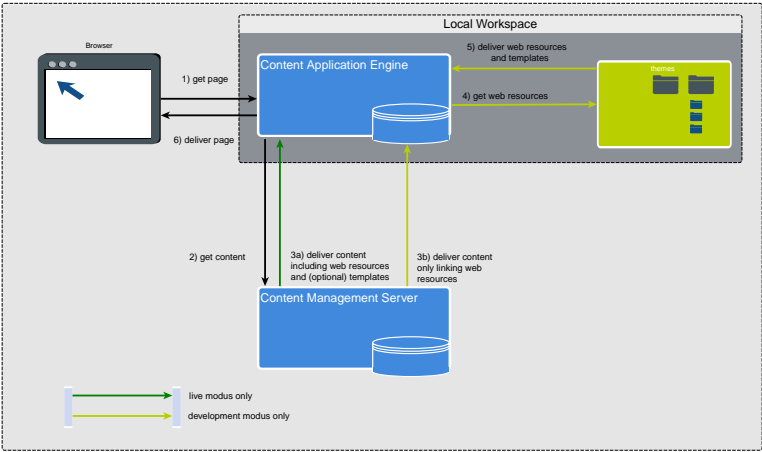 Local Workspace
Browser
Content Application Engine
5) deliver web resources
and templates
themes
1) get page
4) get web resources
6) deliver page
2) get content
3a) deliver content
including web resources
and (optional) templates
3b) deliver content
only linking web
resources
Content Management Server
live modus only
development modus only